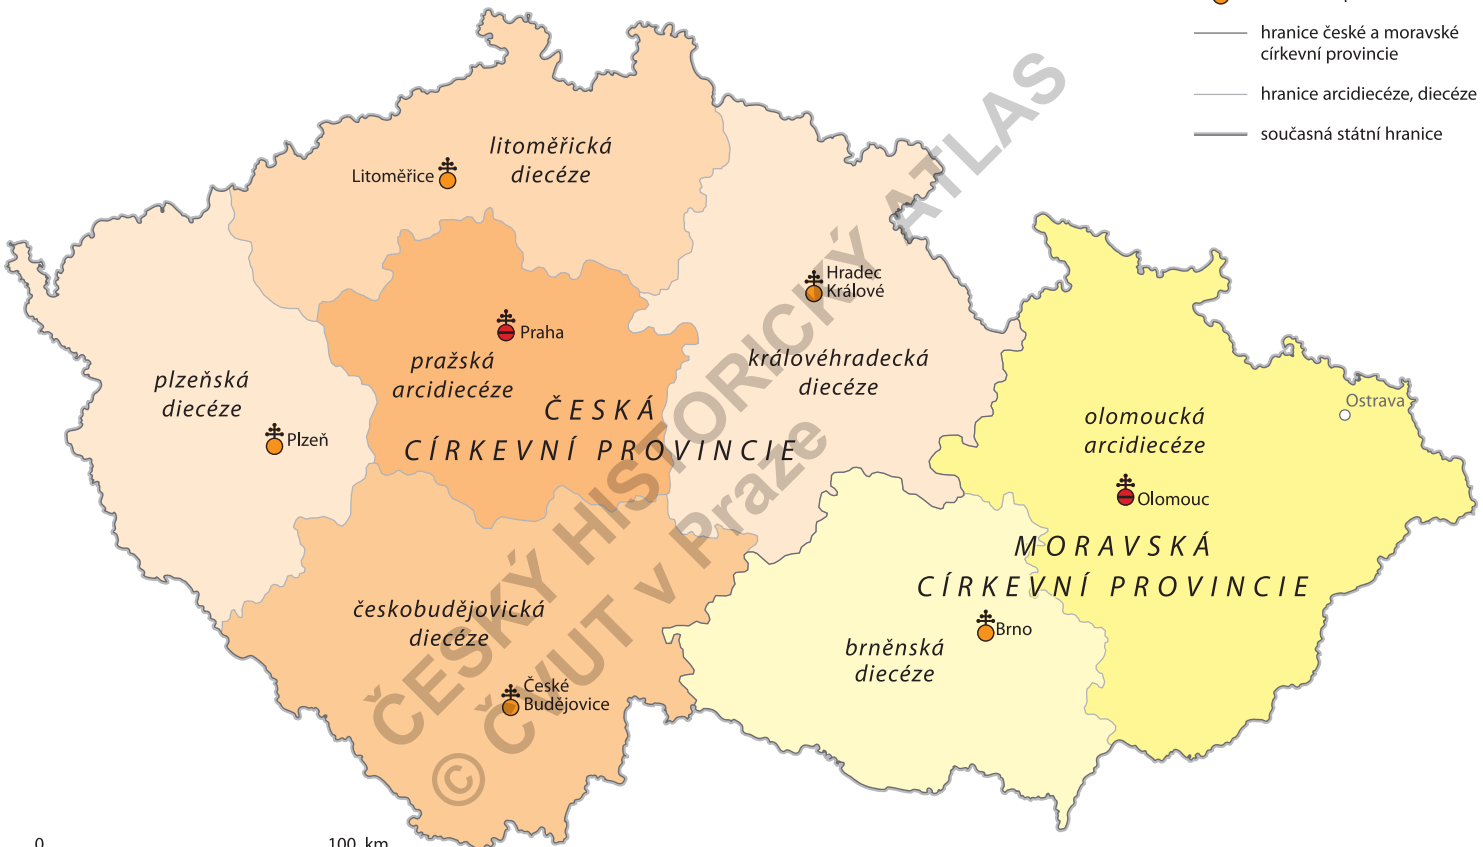 hranice české a moravské
církevní provincie
hranice arcidiecéze, diecéze
současná státní hranice
litoměřická
diecéze
Litoměřice
Hradec
Králové
Praha
pražská
arcidiecéze
královéhradecká
diecéze
plzeňská
diecéze
Plzeň
ČESKÁ
CÍRKEVNÍ PROVINCIE
Ostrava
olomoucká
arcidiecéze
Olomouc
MORAVSKÁ
CÍRKEVNÍ PROVINCIE
českobudějovická
diecéze
Brno
brněnská
diecéze
České
Budějovice
ČESKÝ HISTORICKÝ ATLAS
© ČVUT v Praze
0 100 km